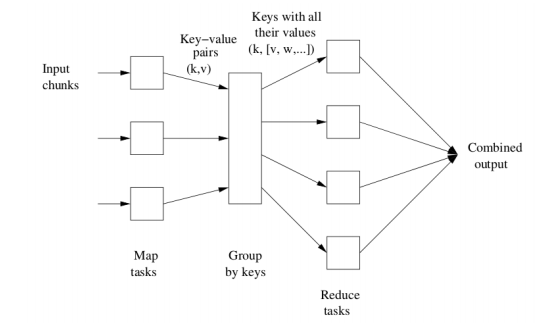 Keys with all
their values
(k, [v, w,...])
Key−value
pairs
(k,v)
Input
chunks
Combined
output
Map
tasks
Group
by keys
Reduce
tasks